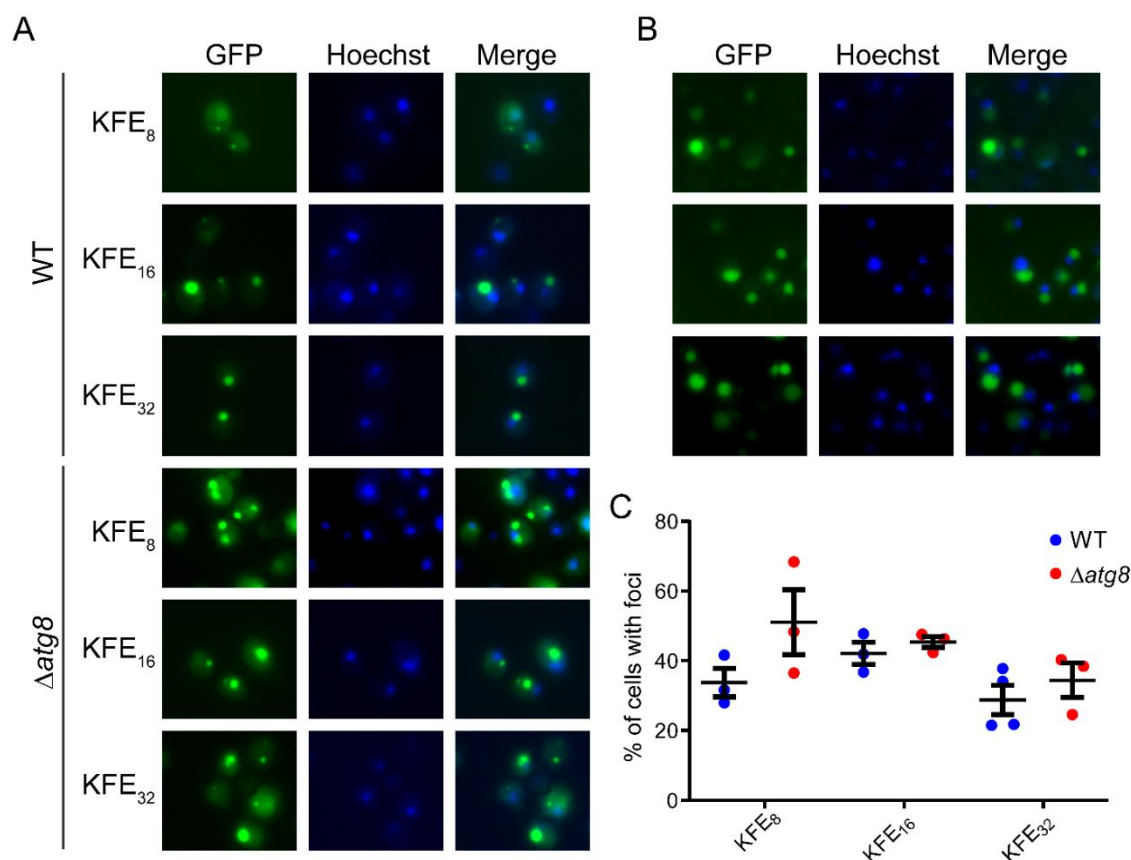 A
GFP Hoechst Merge
WT
KFE₈
KFE₁₆
KFE₃₂
Δatg8
KFE₈
KFE₁₆
KFE₃₂
B
GFP Hoechst Merge
C
% of cells with foci
80
60
40
20
0
WT
Δatg8
KFE₈ KFE₁₆ KFE₃₂